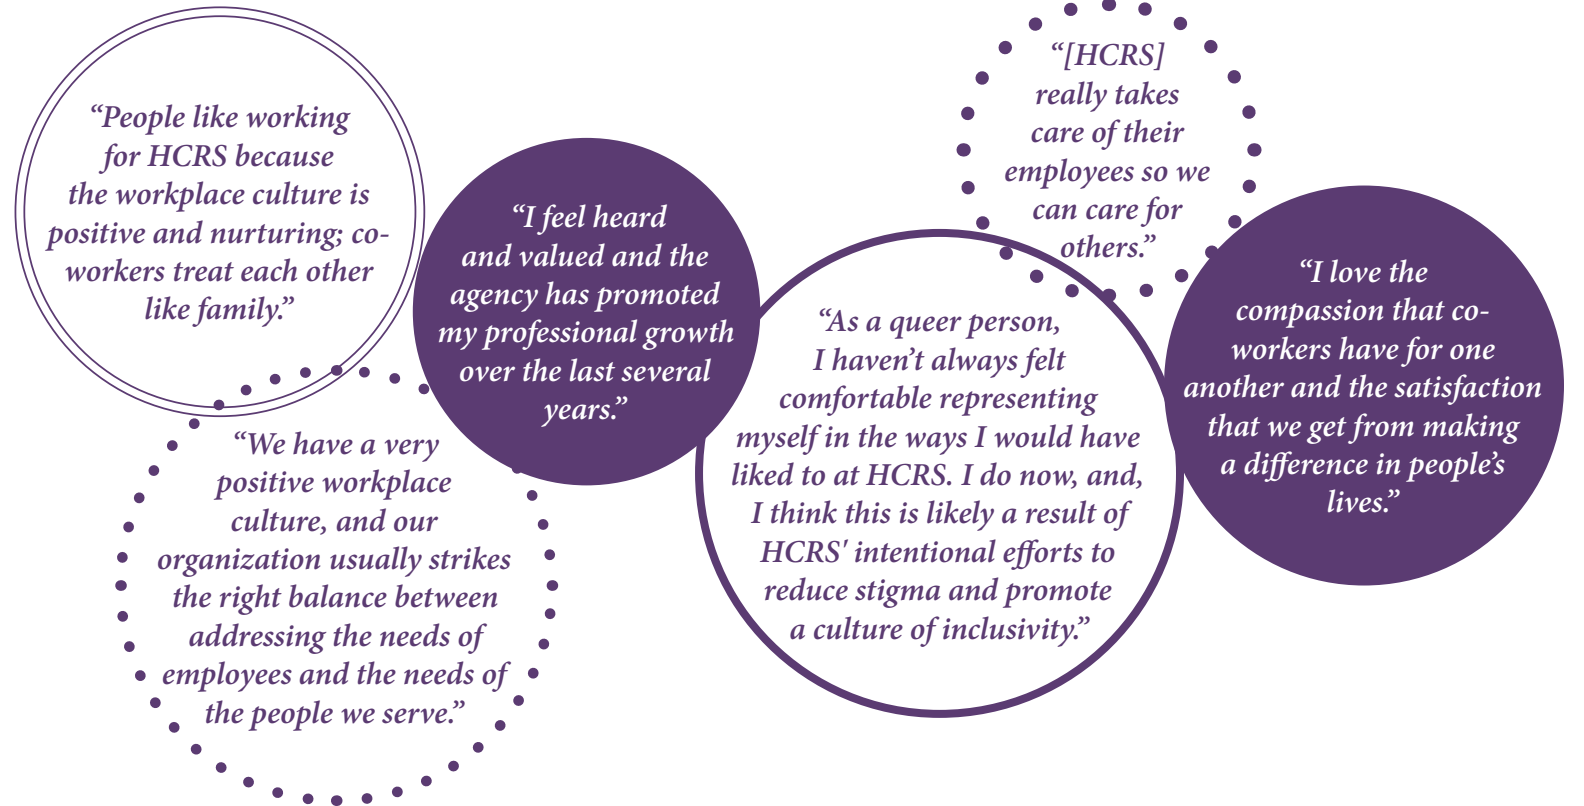 “People like working
for HCRS because
the workplace culture is
positive and nurturing; co-
workers treat each other
like family.”
“I feel heard
and valued and the
agency has promoted
my professional growth
over the last several
years.”
“We have a very
positive workplace
culture, and our
organization usually strikes
the right balance between
addressing the needs of
employees and the needs of
the people we serve.”
“[HCRS]
really takes
care of their
employees so we
can care for
others.”
“As a queer person,
I haven’t always felt
comfortable representing
myself in the ways I would have
liked to at HCRS. I do now, and,
I think this is likely a result of
HCRS' intentional efforts to
reduce stigma and promote
a culture of inclusivity.”
“I love the
compassion that co-
workers have for one
another and the satisfaction
that we get from making
a difference in people’s
lives.”